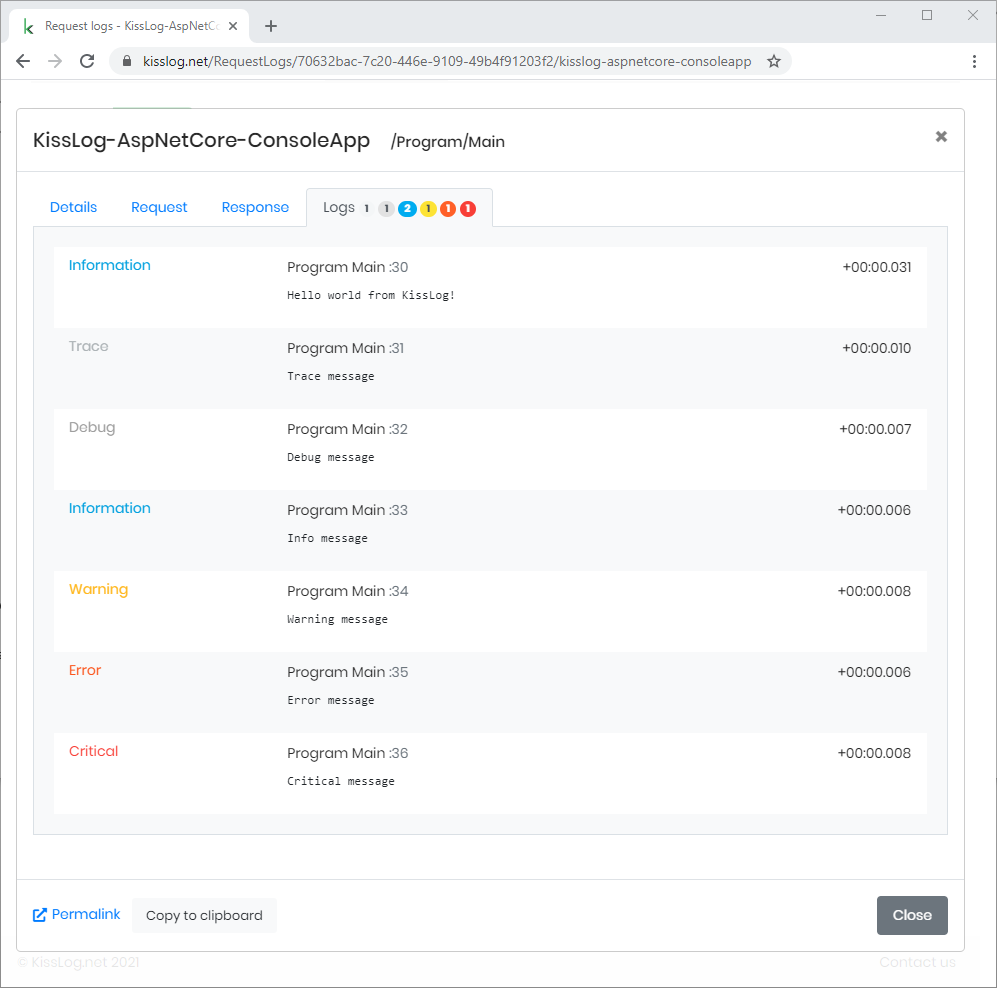 Request logs - KissLog-AspNetCo
kisslog.net/RequestLogs/70632bac-7c20-446e-9109-49b4f91203f2/kisslog-aspnetcore-consoleapp
KissLog-AspNetCore-ConsoleApp /Program/Main
Details Request Response Logs 1 1 2 1 1 1
Information Program Main :30 +00:00.031
Hello world from KissLog!
Trace Program Main :31 +00:00.010
Trace message
Debug Program Main :32 +00:00.007
Debug message
Information Program Main :33 +00:00.006
Info message
Warning Program Main :34 +00:00.008
Warning message
Error Program Main :35 +00:00.006
Error message
Critical Program Main :36 +00:00.008
Critical message
Permalink Copy to clipboard Close
© KissLog.net 2021 Contact us